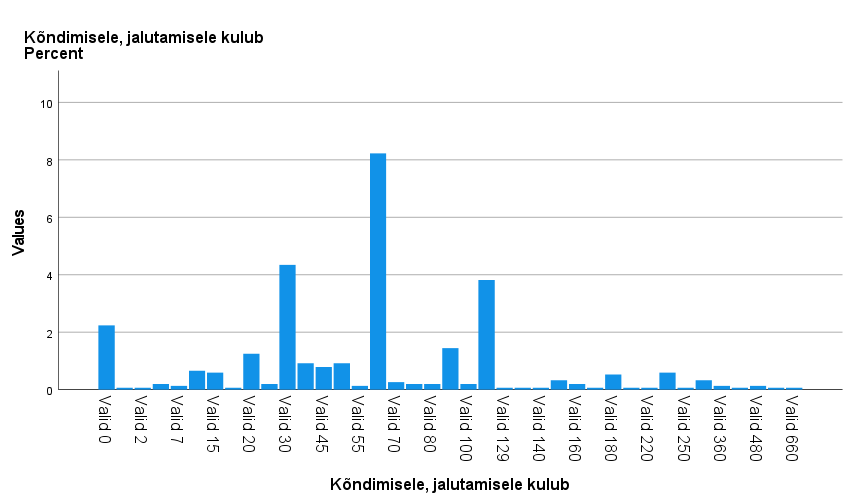 Kõndimisele, jalutamisele kulub
Percent
10
8
6
4
2
0
Values
Valid 0
Valid 2
Valid 7
Valid 15
Valid 20
Valid 30
Valid 45
Valid 55
Valid 70
Valid 80
Valid 100
Valid 129
Valid 140
Valid 160
Valid 180
Valid 220
Valid 250
Valid 360
Valid 480
Valid 660
Kõndimisele, jalutamisele kulub